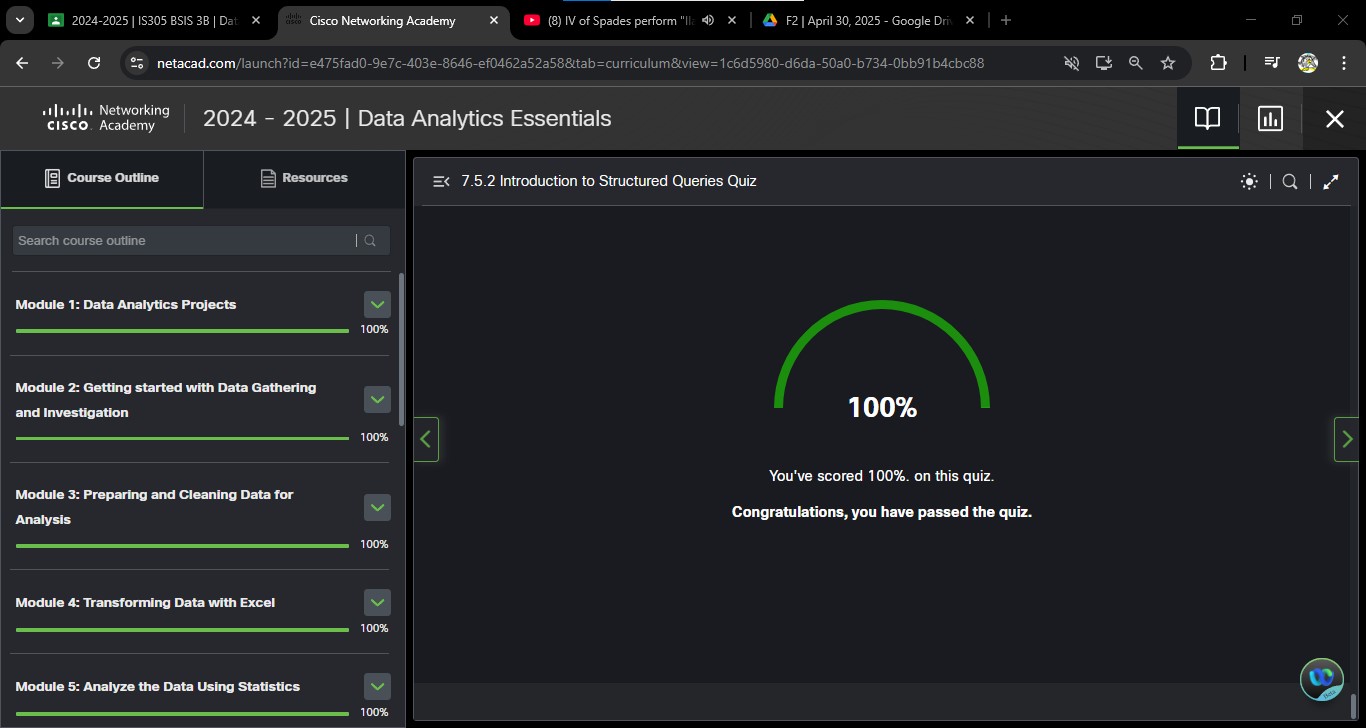 2024-2025 | IS305 BSIS 3B | Dat
Cisco Networking Academy
(8) IV of Spades perform "Ila
F2 | April 30, 2025 - Google Driv
netacad.com/launch?id=e475fad0-9e7c-403e-8646-ef0462a52a58&tab=curriculum&view=1c6d5980-d6da-50a0-b734-0bb91b4cbc88
CISCO Networking Academy
2024 - 2025 | Data Analytics Essentials
Course Outline
Resources
7.5.2 Introduction to Structured Queries Quiz
Search course outline
Module 1: Data Analytics Projects
100%
Module 2: Getting started with Data Gathering
and Investigation
100%
Module 3: Preparing and Cleaning Data for
Analysis
100%
Module 4: Transforming Data with Excel
100%
Module 5: Analyze the Data Using Statistics
100%
100%
You've scored 100%. on this quiz.
Congratulations, you have passed the quiz.
Beta